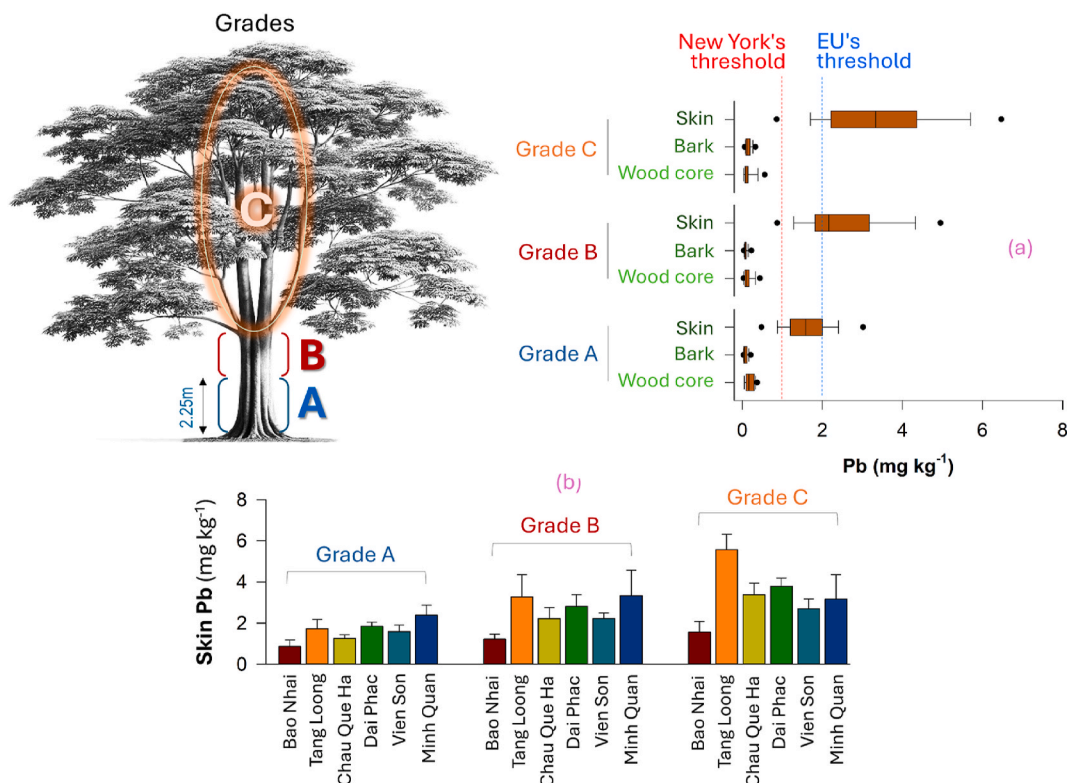 Grades
C
B
A
2.25m
New York's
threshold
EU's
threshold
Grade C
Skin
Bark
Wood core
Grade B
Skin
Bark
Wood core
(a)
Grade A
Skin
Bark
Wood core
0
2
4
6
8
Pb (mg kg⁻¹)
(b)
Skin Pb (mg kg⁻¹)
8
6
4
2
0
Grade A
Grade B
Grade C
Bao Nhai
Tang Loong
Chau Que Ha
Dai Phac
Vien Son
Minh Quan
Bao Nhai
Tang Loong
Chau Que Ha
Dai Phac
Vien Son
Minh Quan
Bao Nhai
Tang Loong
Chau Que Ha
Dai Phac
Vien Son
Minh Quan